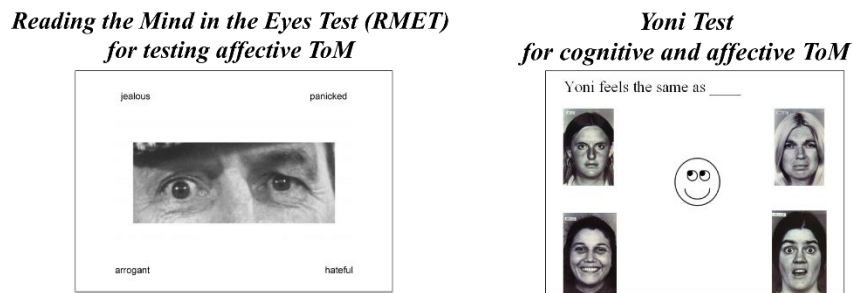 Reading the Mind in the Eyes Test (RMET)
for testing affective ToM
jealous panicked
arrogant hateful
Yoni Test
for cognitive and affective ToM
Yoni feels the same as ____